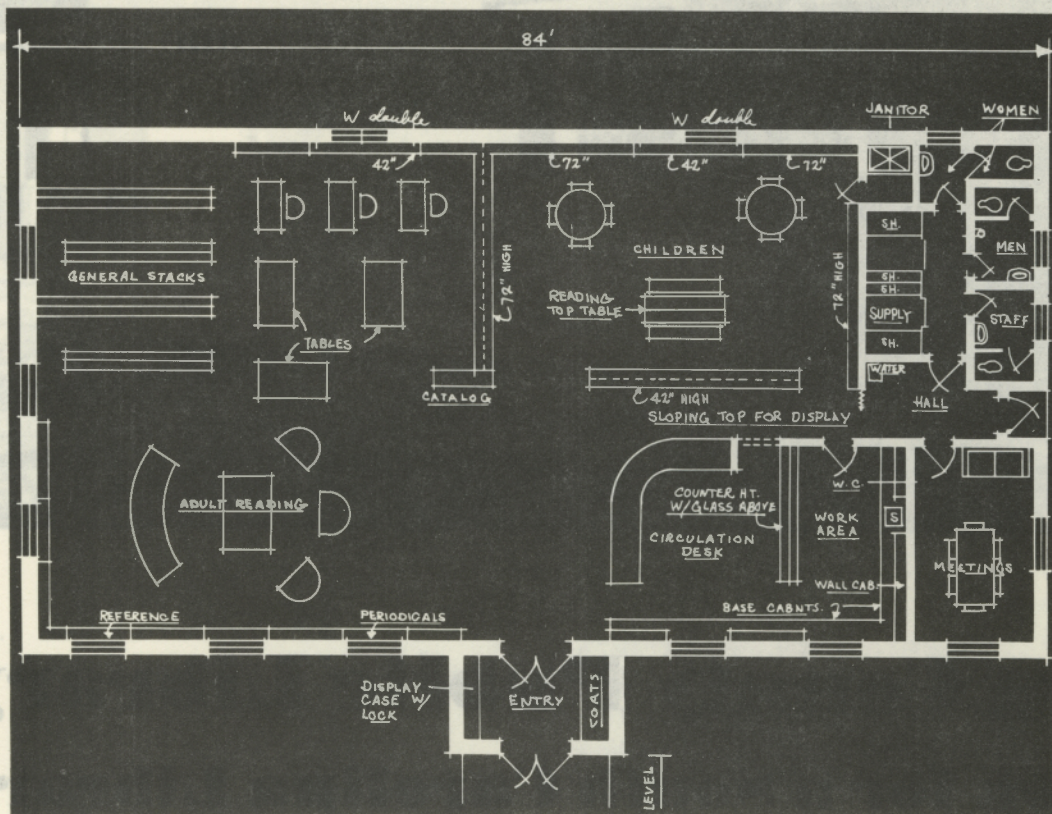 84'
JANITOR
WOMEN
W double
W double
42"
72"
42"
72"
SH.
MEN
CHILDREN
GENERAL STACKS
72" HIGH
72" HIGH
SH.
SH.
READING
TOP TABLE
SUPPLY
STAFF
TABLES
SH.
WATER
CATALOG
42" HIGH
HALL
SLOPING TOP FOR DISPLAY
W.C.
COUNTER HT.
W/GLASS ABOVE
ADULT READING
WORK
AREA
S
CIRCULATION
DESK
MEETINGS
WALL CAB.
BASE CABNTS.
REFERENCE
PERIODICALS
DISPLAY
CASE W/
LOCK
ENTRY
COATS
LEVEL